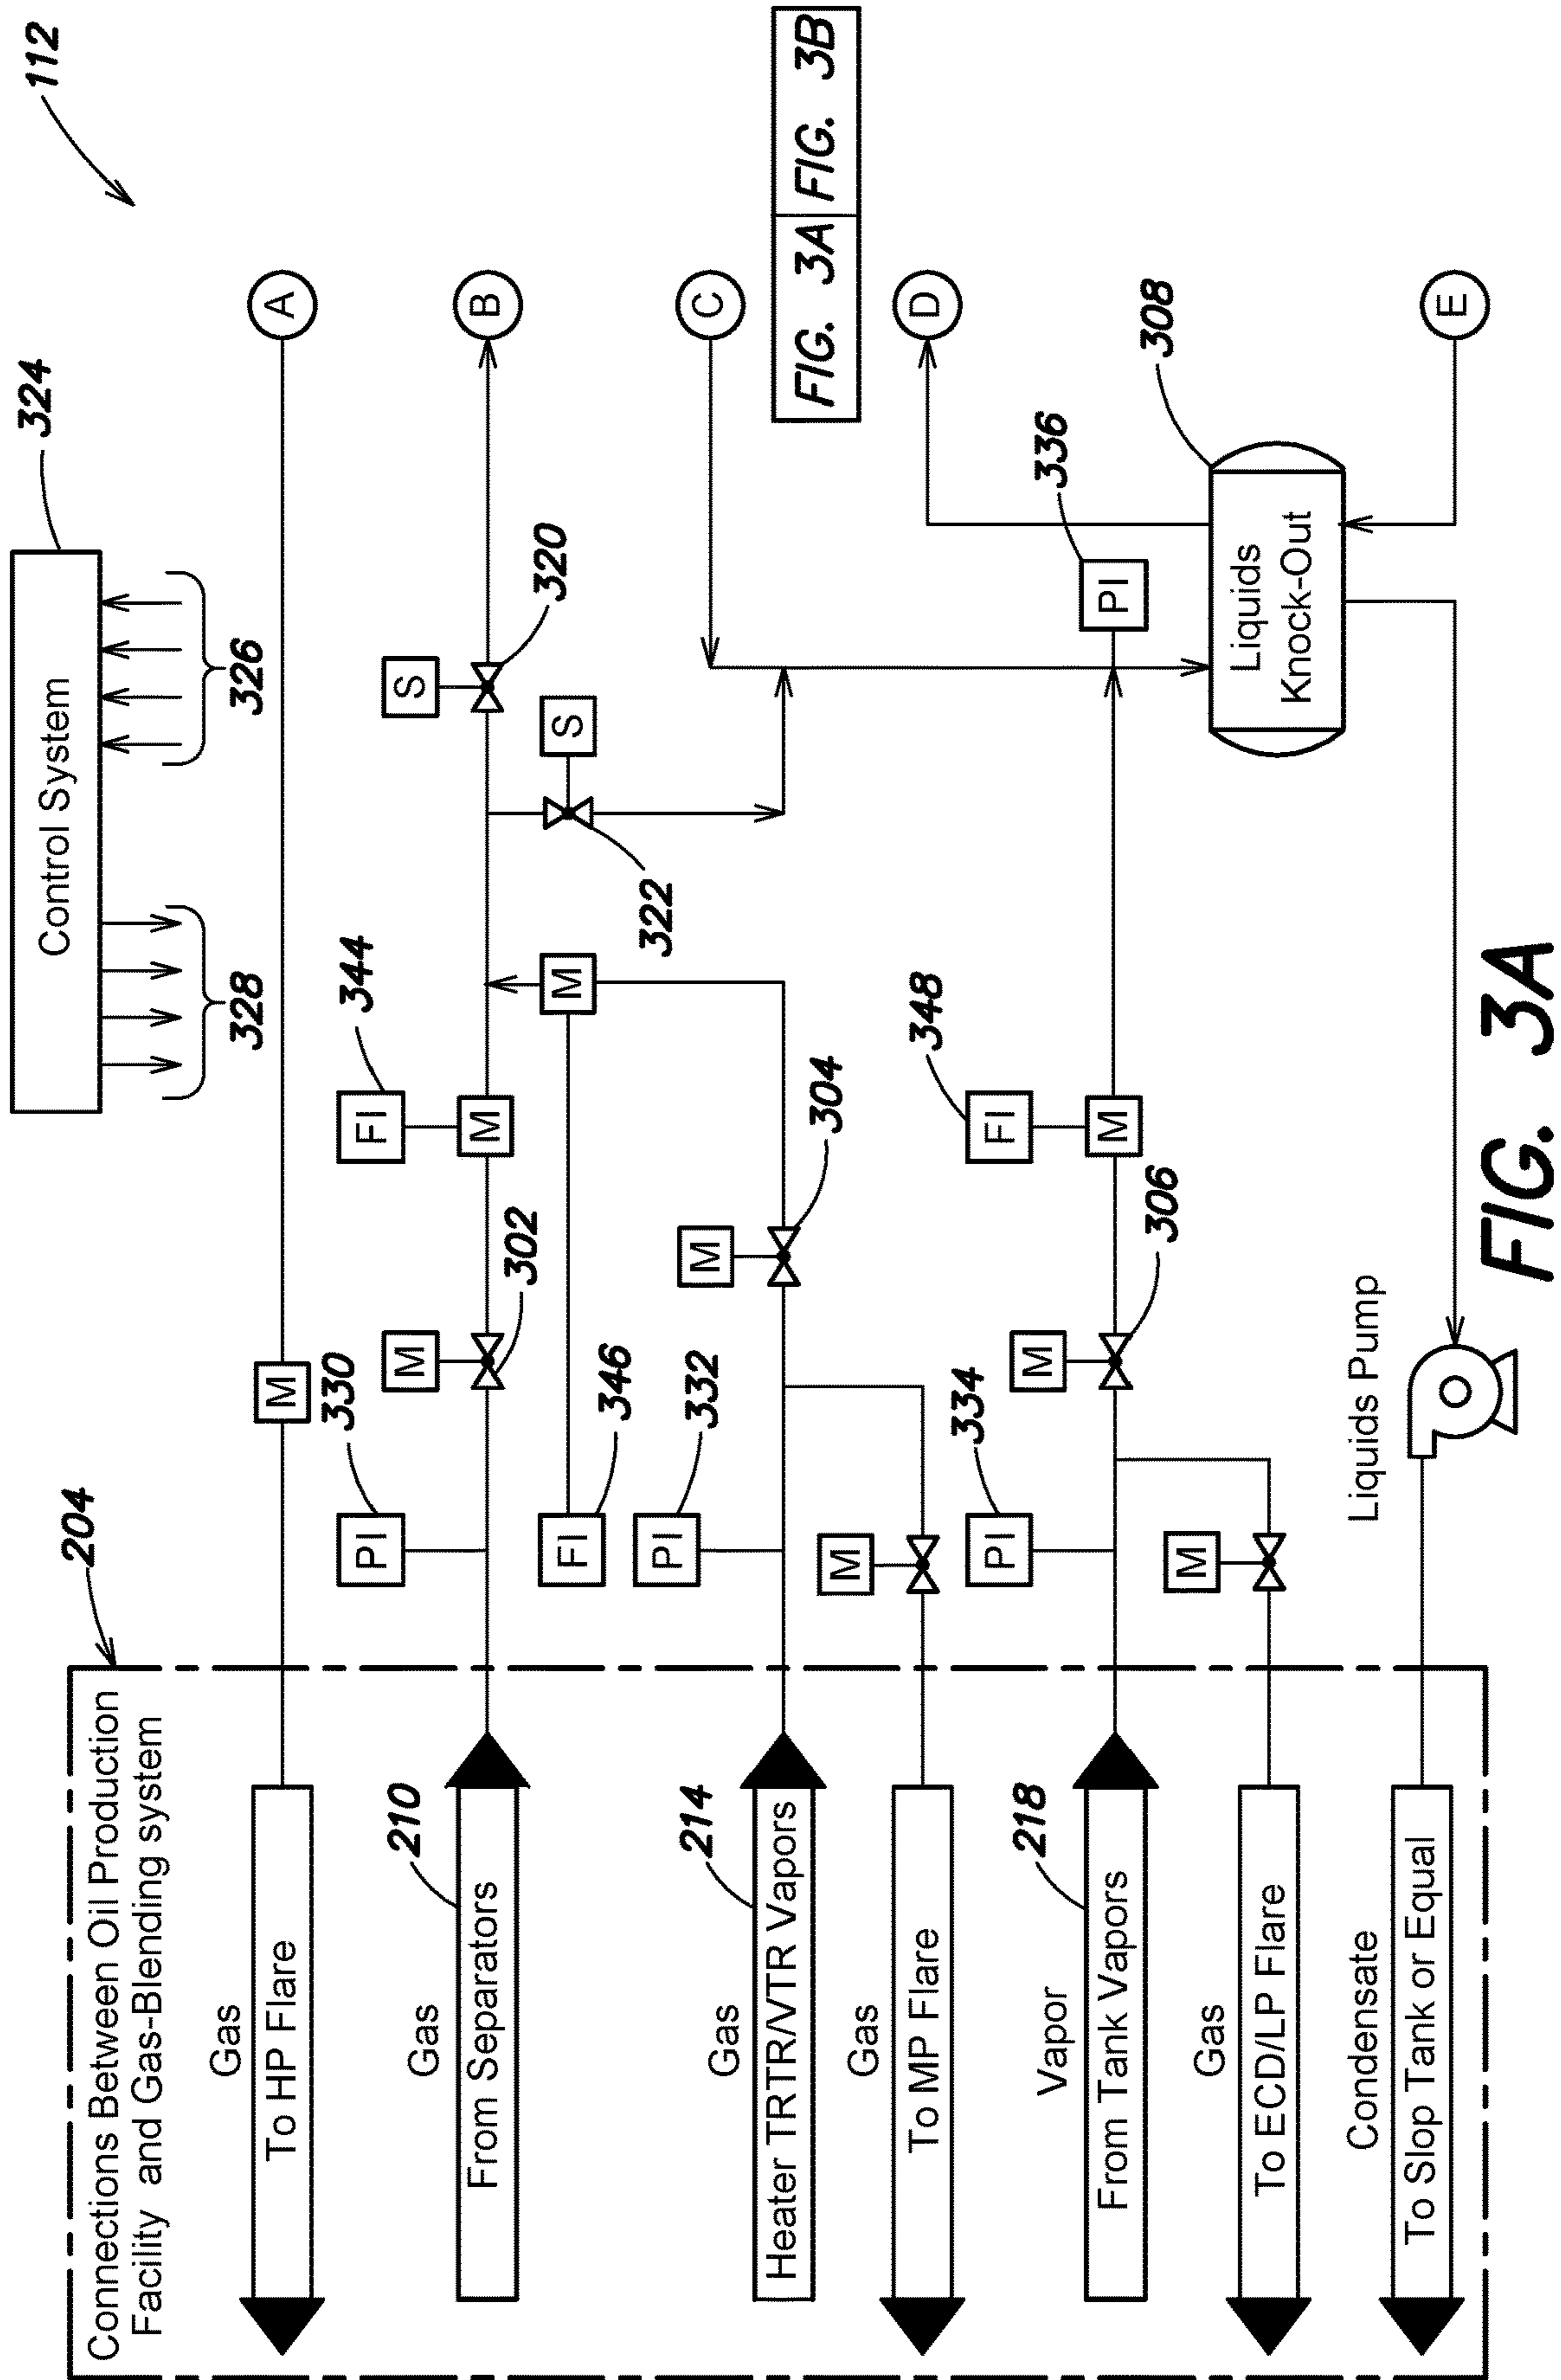 112
324
Control System
328
326
204
Connections Between Oil Production
Facility and Gas-Blending system
Gas
To HP Flare
M
A
330
PI
M
302
344
FI
M
S
320
B
210
Gas
From Separators
346
FI
M
322
S
C
332
PI
M
304
214
Gas
Heater TRTR/VTR Vapors
FIG. 3A
FIG. 3B
Gas
To MP Flare
M
334
PI
M
306
348
FI
M
336
PI
D
218
Vapor
From Tank Vapors
308
Liquids
Knock-Out
Gas
To ECD/LP Flare
M
Liquids Pump
E
Condensate
To Slop Tank or Equal
FIG. 3A